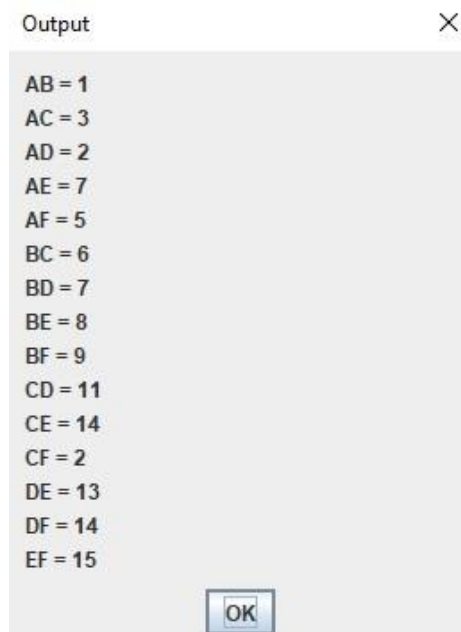 Output
AB = 1
AC = 3
AD = 2
AE = 7
AF = 5
BC = 6
BD = 7
BE = 8
BF = 9
CD = 11
CE = 14
CF = 2
DE = 13
DF = 14
EF = 15
OK